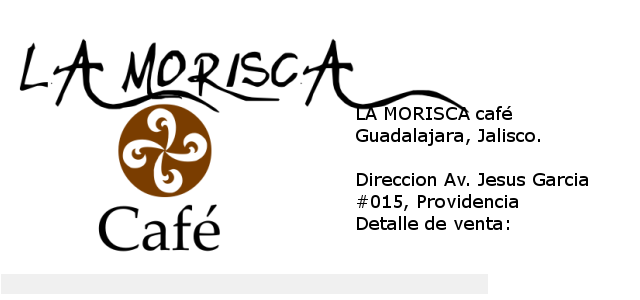 LA MORISCA
Café
LA MORISCA café
Guadalajara, Jalisco.
Direccion Av. Jesus Garcia
#015, Providencia
Detalle de venta: